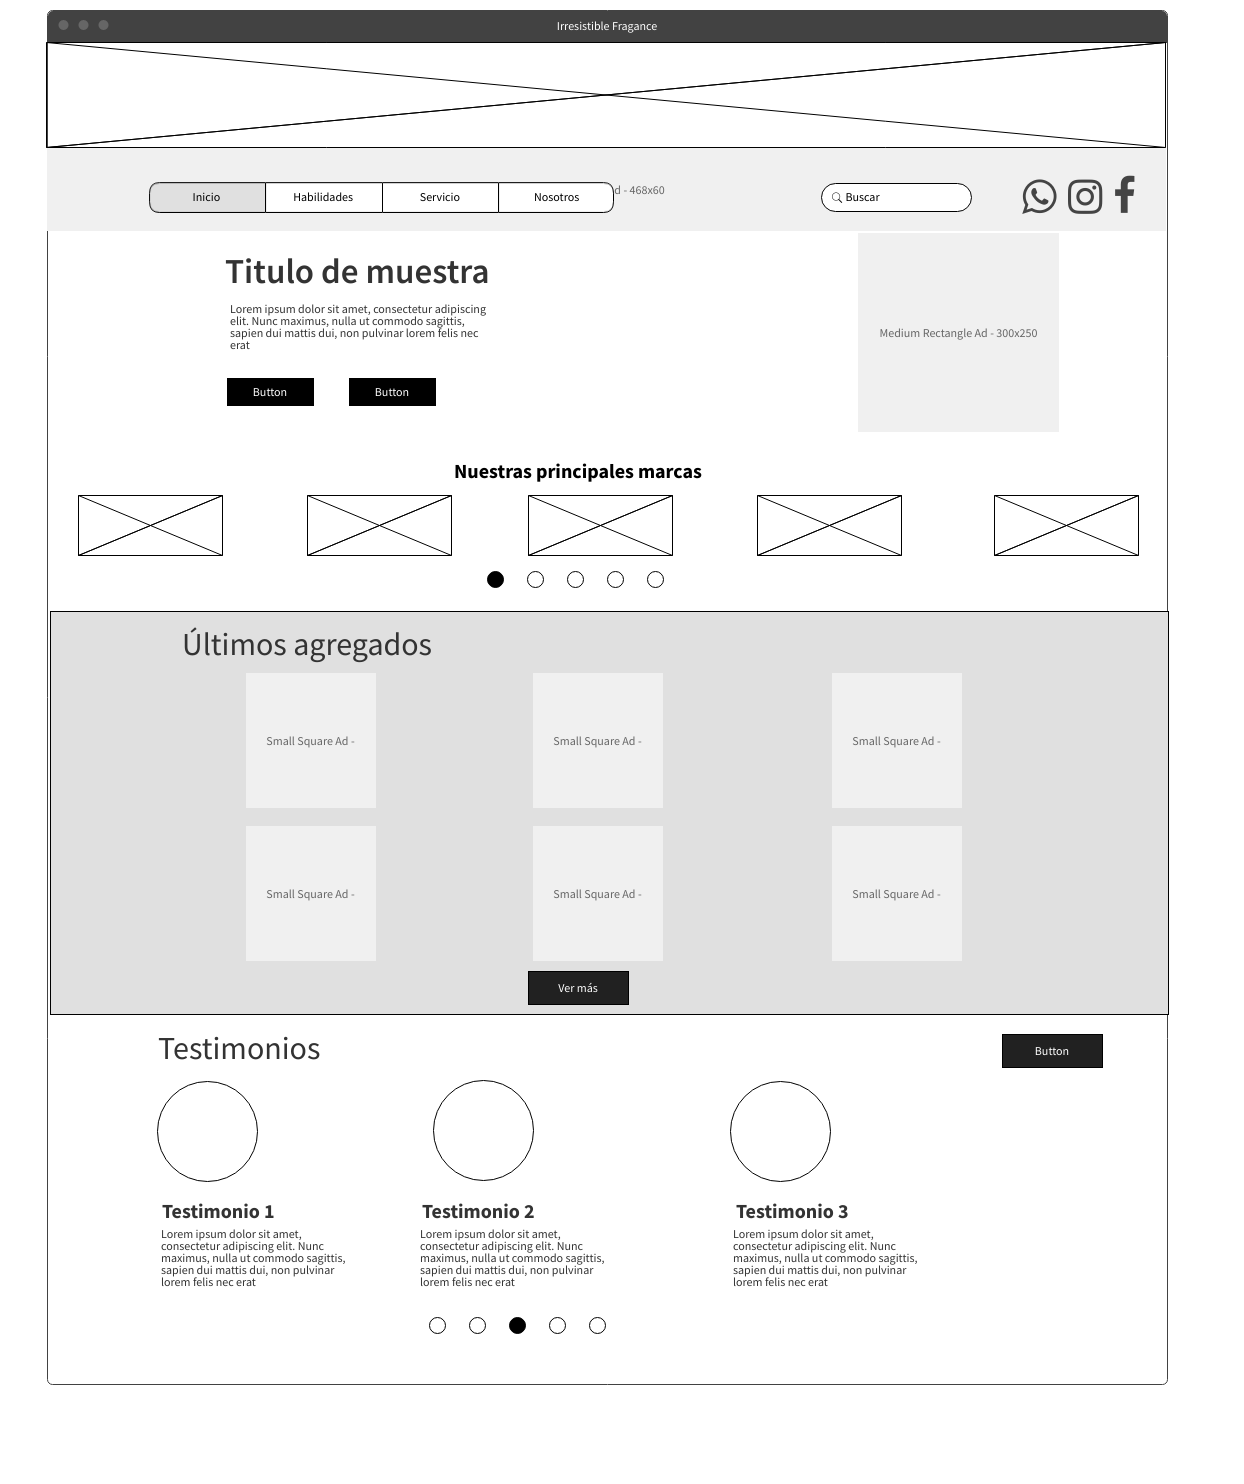 Irresistible Fragance
Inicio
Habilidades
Servicio
Nosotros
d - 468x60
Buscar
Titulo de muestra
Lorem ipsum dolor sit amet, consectetur adipiscing
elit. Nunc maximus, nulla ut commodo sagittis,
sapien dui mattis dui, non pulvinar lorem felis nec
erat
Button
Button
Medium Rectangle Ad - 300x250
Nuestras principales marcas
Últimos agregados
Small Square Ad -
Small Square Ad -
Small Square Ad -
Small Square Ad -
Small Square Ad -
Small Square Ad -
Ver más
Testimonios
Button
Testimonio 1
Lorem ipsum dolor sit amet,
consectetur adipiscing elit. Nunc
maximus, nulla ut commodo sagittis,
sapien dui mattis dui, non pulvinar
lorem felis nec erat
Testimonio 2
Lorem ipsum dolor sit amet,
consectetur adipiscing elit. Nunc
maximus, nulla ut commodo sagittis,
sapien dui mattis dui, non pulvinar
lorem felis nec erat
Testimonio 3
Lorem ipsum dolor sit amet,
consectetur adipiscing elit. Nunc
maximus, nulla ut commodo sagittis,
sapien dui mattis dui, non pulvinar
lorem felis nec erat